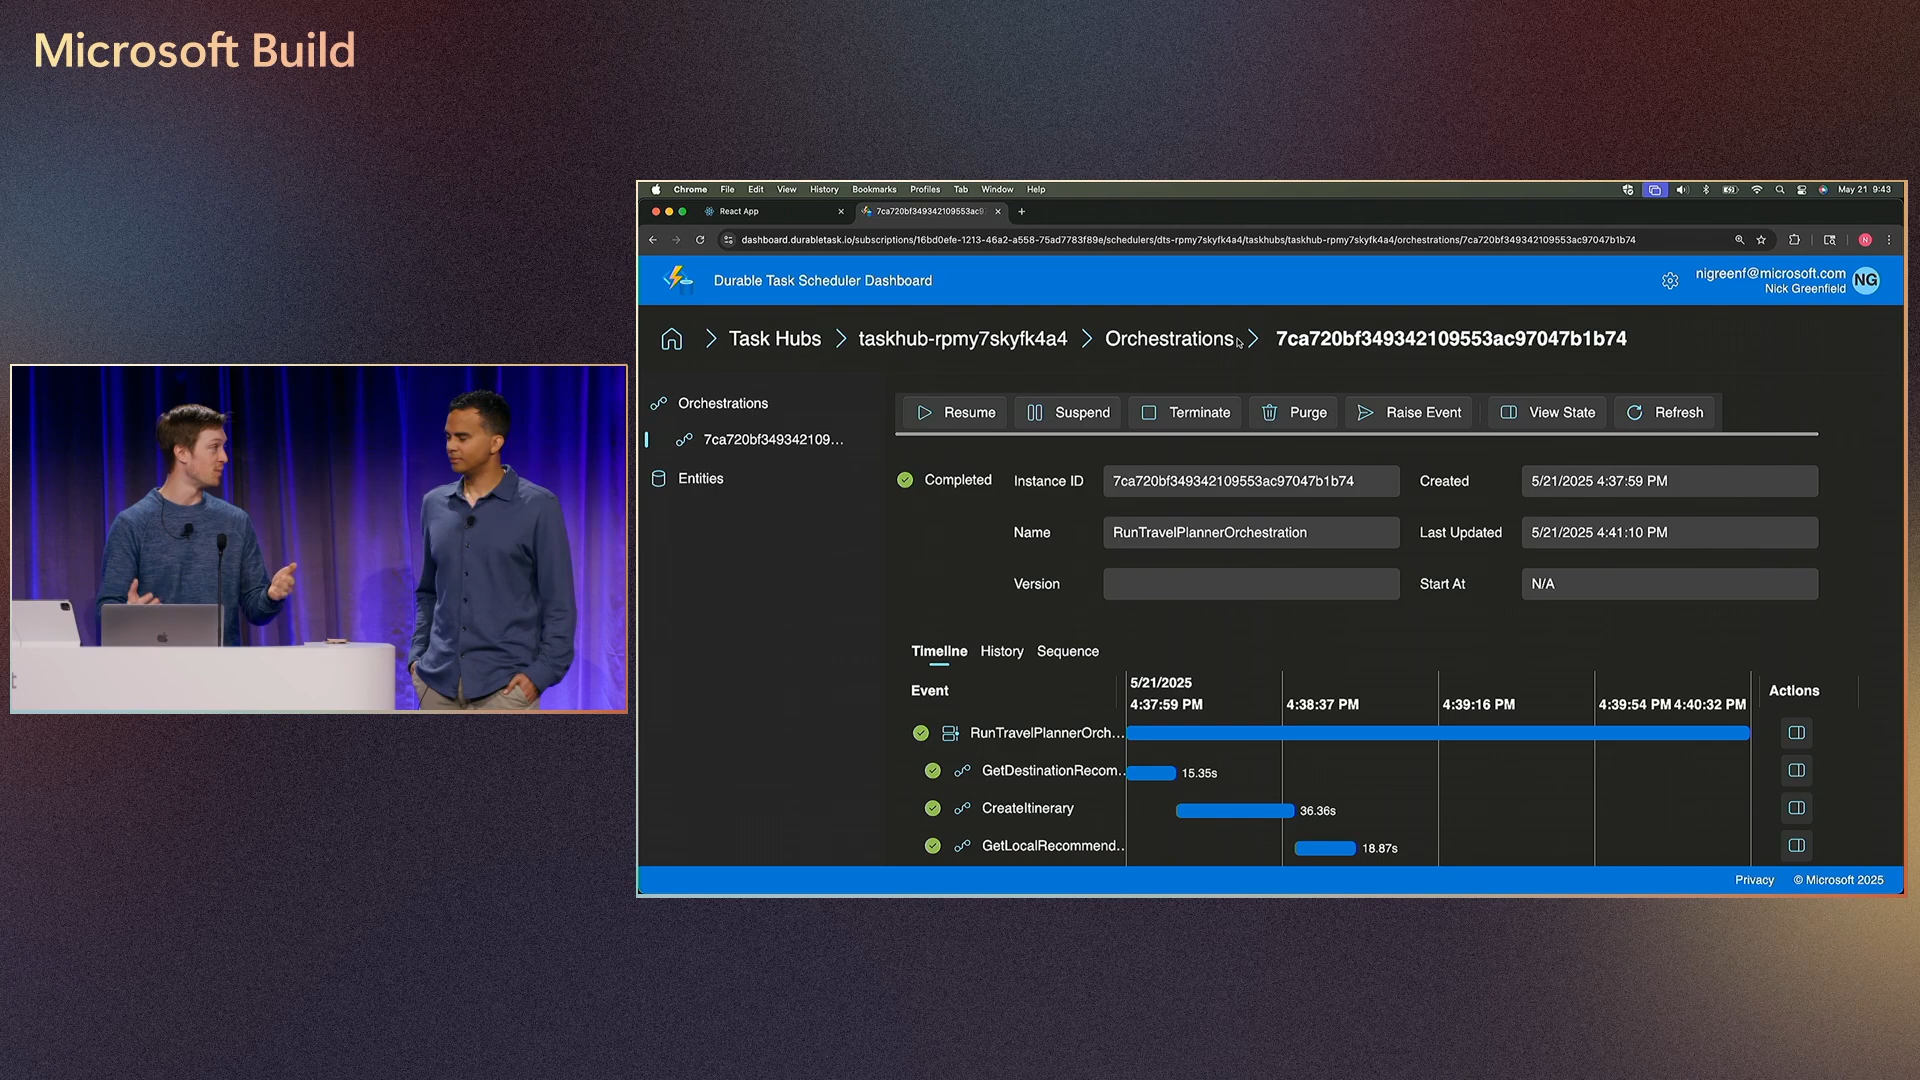 Microsoft Build
Chrome File Edit View History Bookmarks Profiles Tab Window Help
May 21 9:43
React App
7ca720bf349342109553ac9
dashboard.durabletask.io/subscriptions/16bd0efe-1213-46a2-a558-75ad7783f89e/schedulers/dts-rpmy7skyfk4a4/taskhubs/taskhub-rpmy7skyfk4a4/orchestrations/7ca720bf349342109553ac97047b1b74
N
Durable Task Scheduler Dashboard
nigreenf@microsoft.com
Nick Greenfield
NG
Task Hubs > taskhub-rpmy7skyfk4a4 > Orchestrations > 7ca720bf349342109553ac97047b1b74
Orchestrations
7ca720bf349342109...
Entities
Resume Suspend Terminate Purge Raise Event View State Refresh
Completed Instance ID 7ca720bf349342109553ac97047b1b74 Created 5/21/2025 4:37:59 PM
Name RunTravelPlannerOrchestration Last Updated 5/21/2025 4:41:10 PM
Version Start At N/A
Timeline History Sequence
Event 5/21/2025 Actions
4:37:59 PM 4:38:37 PM 4:39:16 PM 4:39:54 PM 4:40:32 PM
RunTravelPlannerOrch...
GetDestinationRecom... 15.35s
CreateItinerary 36.36s
GetLocalRecommend... 18.87s
Privacy © Microsoft 2025